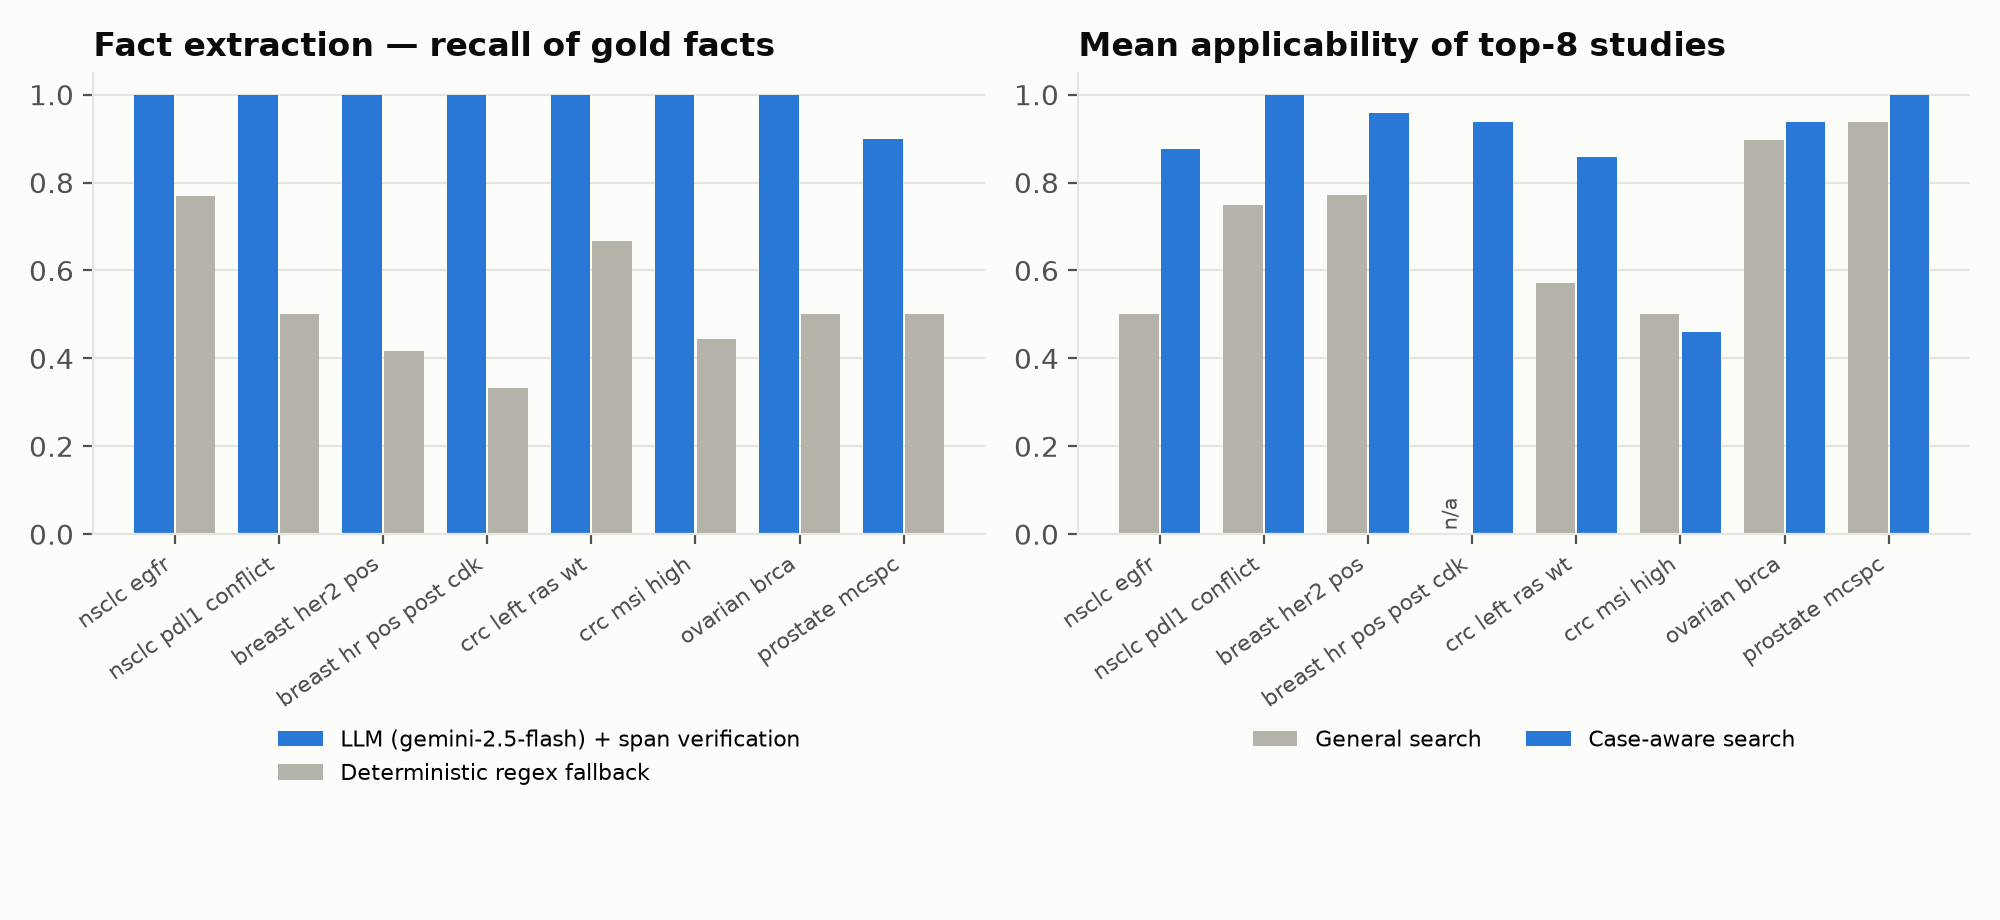 Fact extraction — recall of gold facts
1.0
0.8
0.6
0.4
0.2
0.0
nsclc egfr
nsclc pdl1 conflict
breast her2 pos
breast hr pos post cdk
crc left ras wt
crc msi high
ovarian brca
prostate mcspc
LLM (gemini-2.5-flash) + span verification
Deterministic regex fallback
Mean applicability of top-8 studies
1.0
0.8
0.6
0.4
0.2
0.0
n/a
nsclc egfr
nsclc pdl1 conflict
breast her2 pos
breast hr pos post cdk
crc left ras wt
crc msi high
ovarian brca
prostate mcspc
General search
Case-aware search